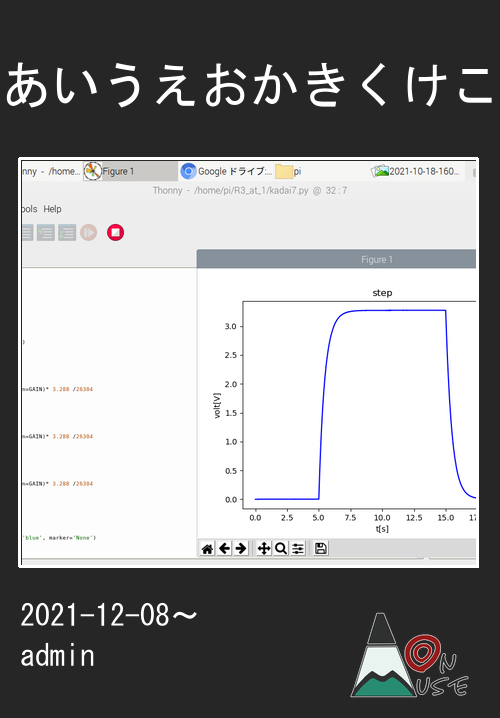 あいうえおかきくけこ
nny - /home... Figure 1 Google ドライブ:... pi 2021-10-18-160...
Thonny - /home/pi/R3_at_1/kadai7.py @ 32 : 7
ools Help
Figure 1
step
)
n=GAIN)* 3.288 /26304
n=GAIN)* 3.288 /26304
n=GAIN)* 3.288 /26304
'blue', marker='None')
3.0
2.5
2.0
1.5
1.0
0.5
0.0
volt[V]
0.0 2.5 5.0 7.5 10.0 12.5 15.0 17
t[s]
2021-12-08～
admin
ON
USE